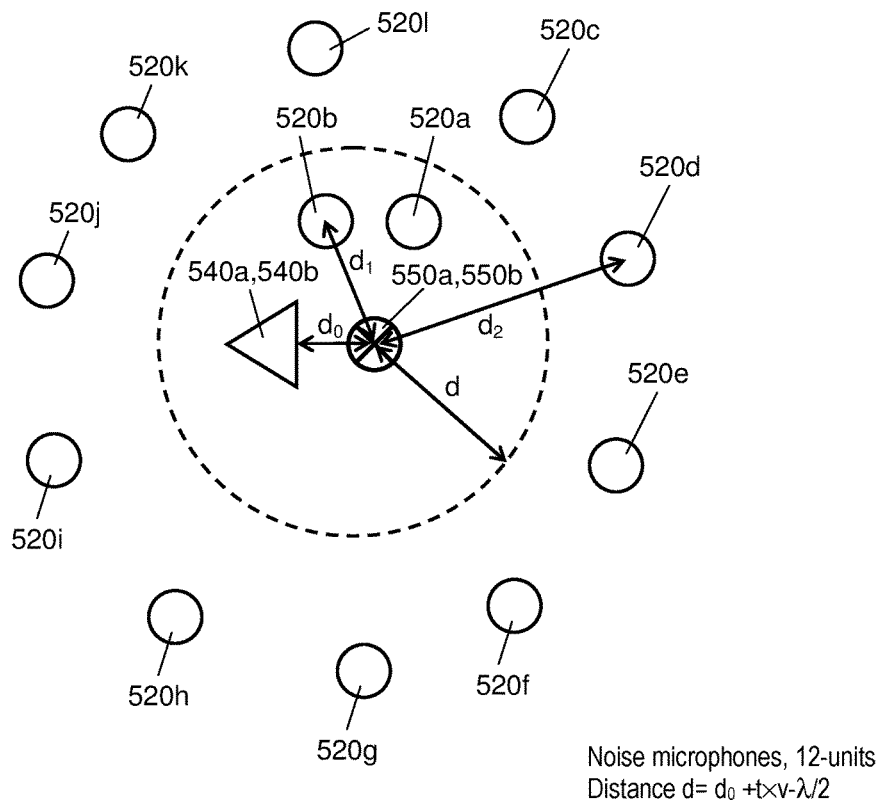 520l
520c
520k
520b
520a
520d
520j
540a,540b
d₁
550a,550b
d₀
d₂
d
520e
520i
520h
520f
520g
Noise microphones, 12-units
Distance d= d₀ +t×v-λ/2